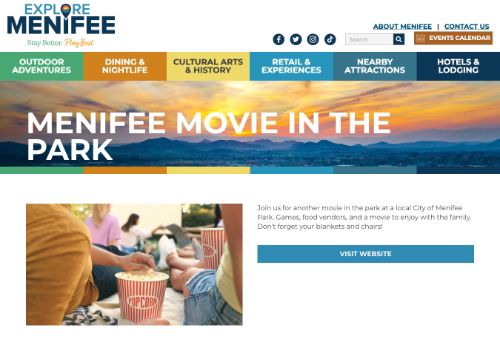 EXPLORE
MENIFEE
Stay Better. Play Best.
ABOUT MENIFEE | CONTACT US
Search
EVENTS CALENDAR
OUTDOOR
ADVENTURES
DINING &
NIGHTLIFE
CULTURAL ARTS
& HISTORY
RETAIL &
EXPERIENCES
NEARBY
ATTRACTIONS
HOTELS &
LODGING
MENIFEE MOVIE IN THE
PARK
Join us for another movie in the park at a local City of Menifee
Park. Games, food vendors, and a movie to enjoy with the family.
Don't forget your blankets and chairs!
VISIT WEBSITE
POPCORN